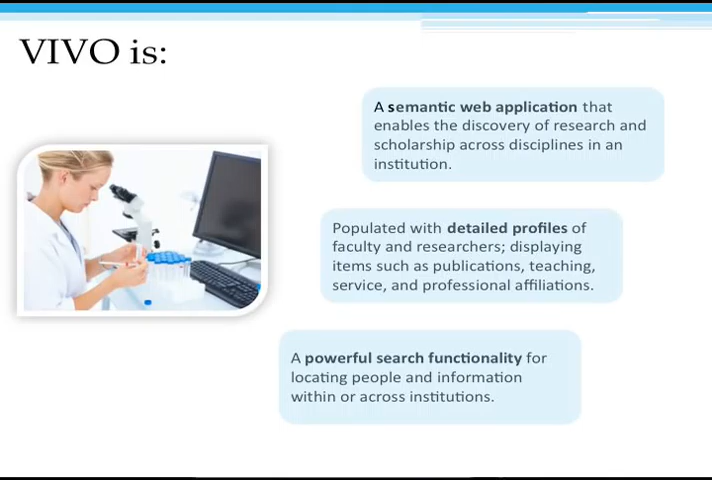 VIVO is:
A semantic web application that
enables the discovery of research and
scholarship across disciplines in an
institution.
Populated with detailed profiles of
faculty and researchers; displaying
items such as publications, teaching,
service, and professional affiliations.
A powerful search functionality for
locating people and information
within or across institutions.